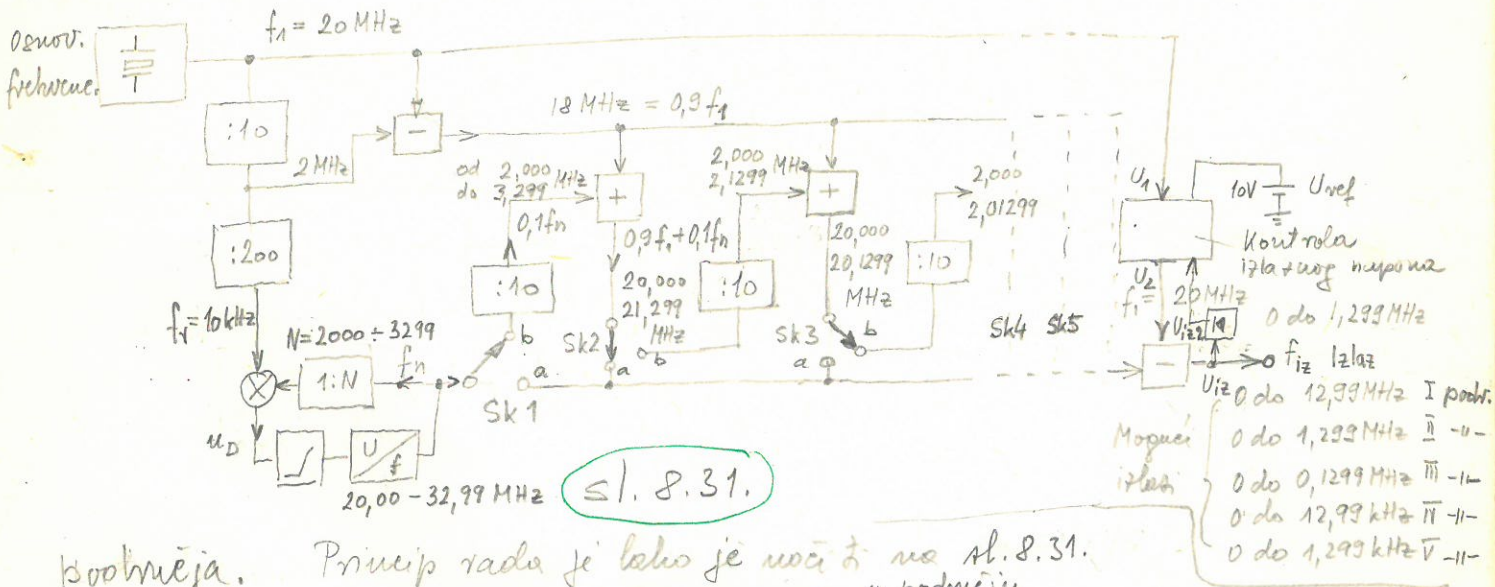 Osnov.
frekvenc.
f₁ = 20 MHz
:10
2 MHz
−
18 MHz = 0,9 f₁
:200
fᵣ = 10 kHz
N = 2000 ÷ 3299
1:N
fn
u_D
U/f
20,00 − 32,99 MHz
od 2,000
do 3,299 MHz
0,1fn
:10
b
a
Sk1
+
0,9f₁ + 0,1fn
20,000
21,299
MHz
Sk2
b
a
2,000
2,1299 MHz
:10
+
20,000
20,1299
MHz
Sk3
b
a
:10
2,000
2,01299
Sk4 Sk5
U₁
10V Uref
Kontrola
izlaznog napona
U₂
f₁ = 20 MHz
Uiz2
0 do 1,299 MHz
−
Uiz
fiz Izlaz
Mogući
izlazi
0 do 12,99 MHz I podr.
0 do 1,299 MHz II -"-
0 do 0,1299 MHz III -"-
0 do 12,99 kHz IV -"-
0 do 1,299 kHz V -"-
sl. 8.31.
područja. Princip rada je lako je uočiti na sl. 8.31.
u području